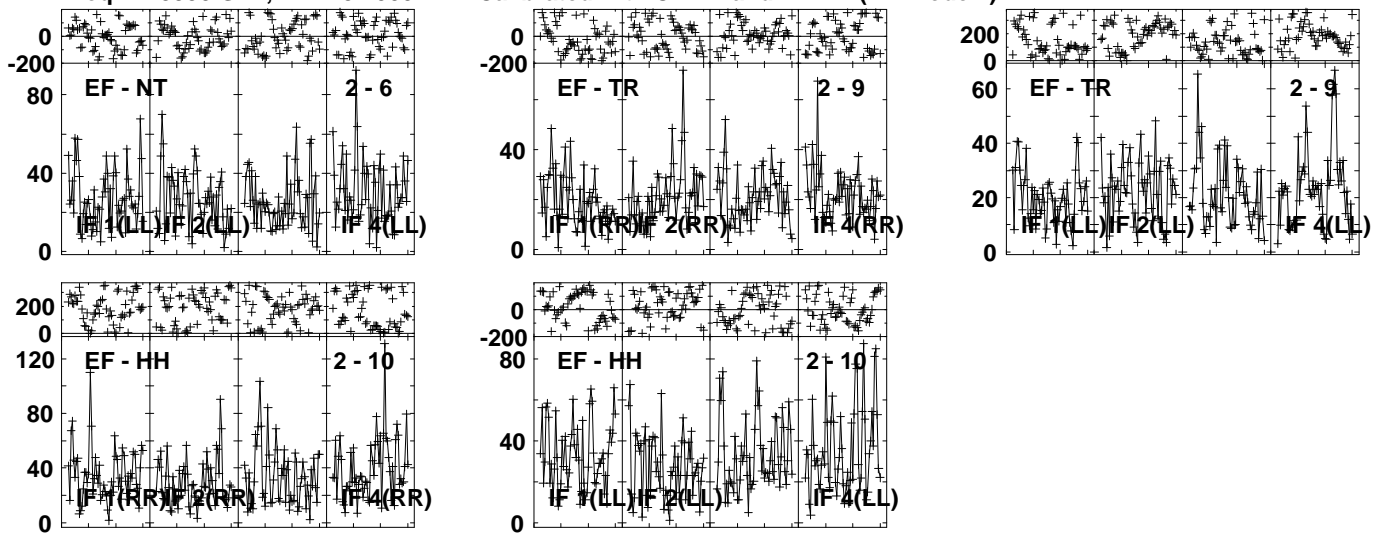 0
-200
EF - NT 2 - 6
80
40
0
IF 1(LL) IF 2(LL) IF 4(LL)
0
-200
EF - TR 2 - 9
40
0
IF 1(RR) IF 2(RR) IF 4(RR)
200
0
EF - TR 2 - 9
60
40
20
0
IF 1(LL) IF 2(LL) IF 4(LL)
200
0
EF - HH 2 - 10
120
80
40
0
IF 1(RR) IF 2(RR) IF 4(RR)
0
-200
EF - HH 2 - 10
80
40
0
IF 1(LL) IF 2(LL) IF 4(LL)